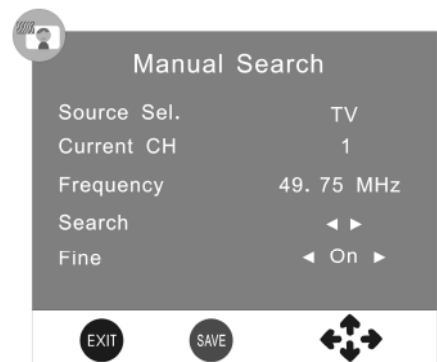 Manual Search
Source Sel. TV
Current CH 1
Frequency 49. 75 MHz
Search ◄ ►
Fine ◄ On ►
EXIT SAVE